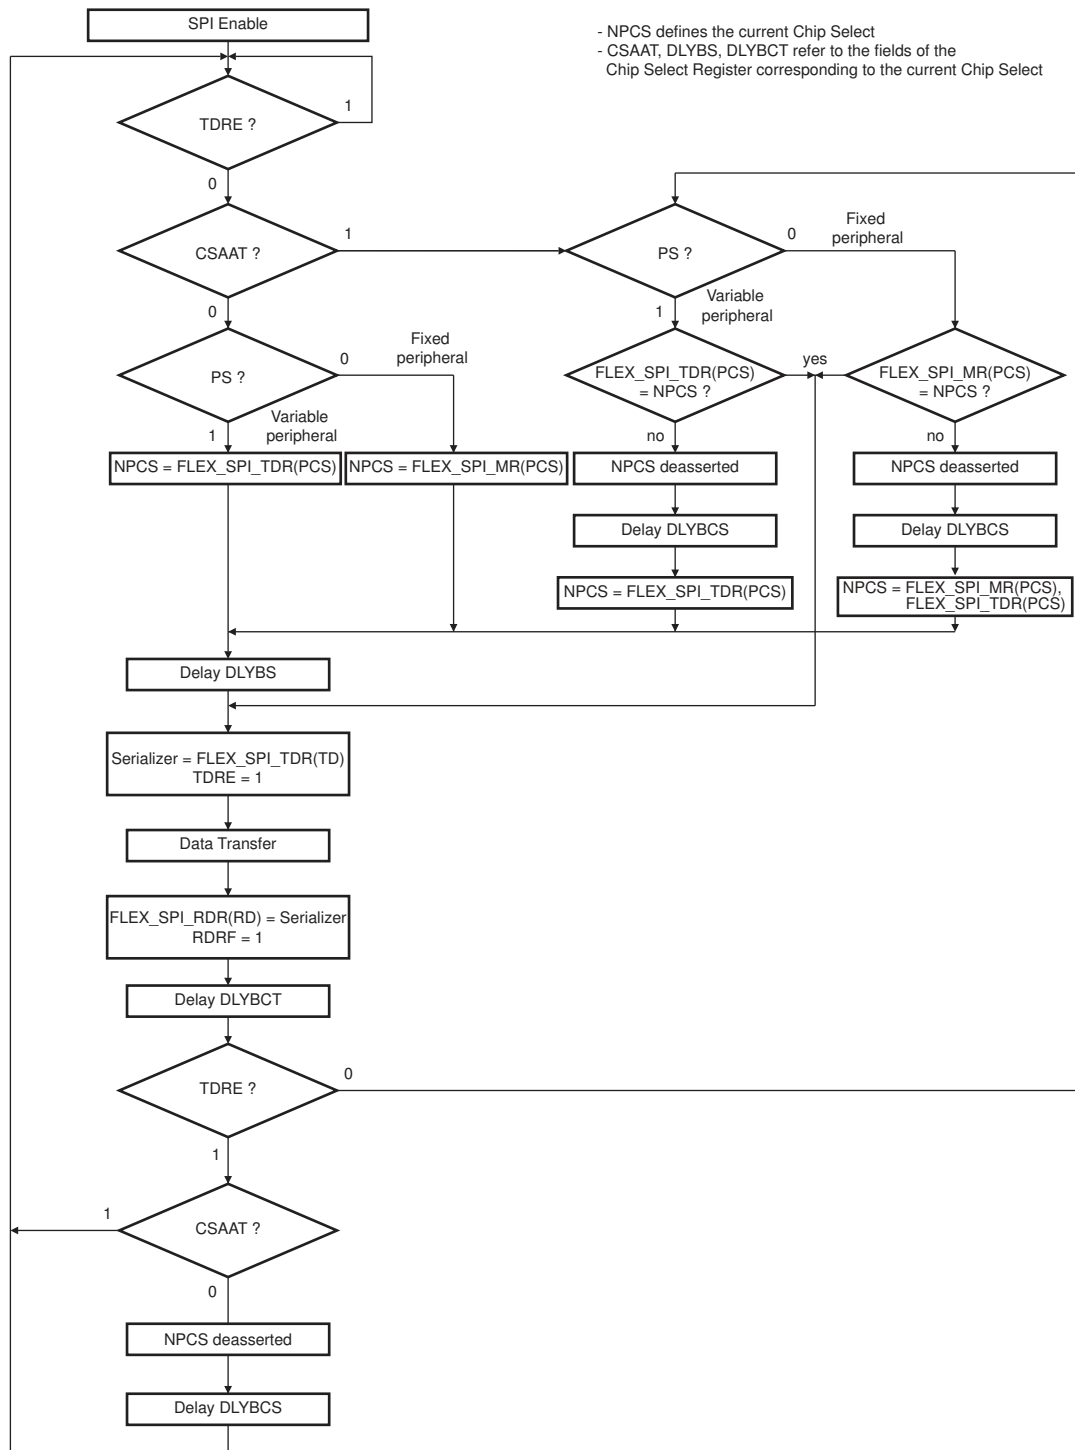 SPI Enable
- NPCS defines the current Chip Select
- CSAAT, DLYBS, DLYBCT refer to the fields of the
Chip Select Register corresponding to the current Chip Select
TDRE ?
1
0
CSAAT ?
1
PS ?
0
Fixed
peripheral
0
1
Variable
peripheral
PS ?
0
Fixed
peripheral
FLEX_SPI_TDR(PCS)
= NPCS ?
yes
FLEX_SPI_MR(PCS)
= NPCS ?
1
Variable
peripheral
no
no
NPCS = FLEX_SPI_TDR(PCS)
NPCS = FLEX_SPI_MR(PCS)
NPCS deasserted
NPCS deasserted
Delay DLYBCS
Delay DLYBCS
NPCS = FLEX_SPI_TDR(PCS)
NPCS = FLEX_SPI_MR(PCS),
FLEX_SPI_TDR(PCS)
Delay DLYBS
Serializer = FLEX_SPI_TDR(TD)
TDRE = 1
Data Transfer
FLEX_SPI_RDR(RD) = Serializer
RDRF = 1
Delay DLYBCT
TDRE ?
0
1
CSAAT ?
1
0
NPCS deasserted
Delay DLYBCS